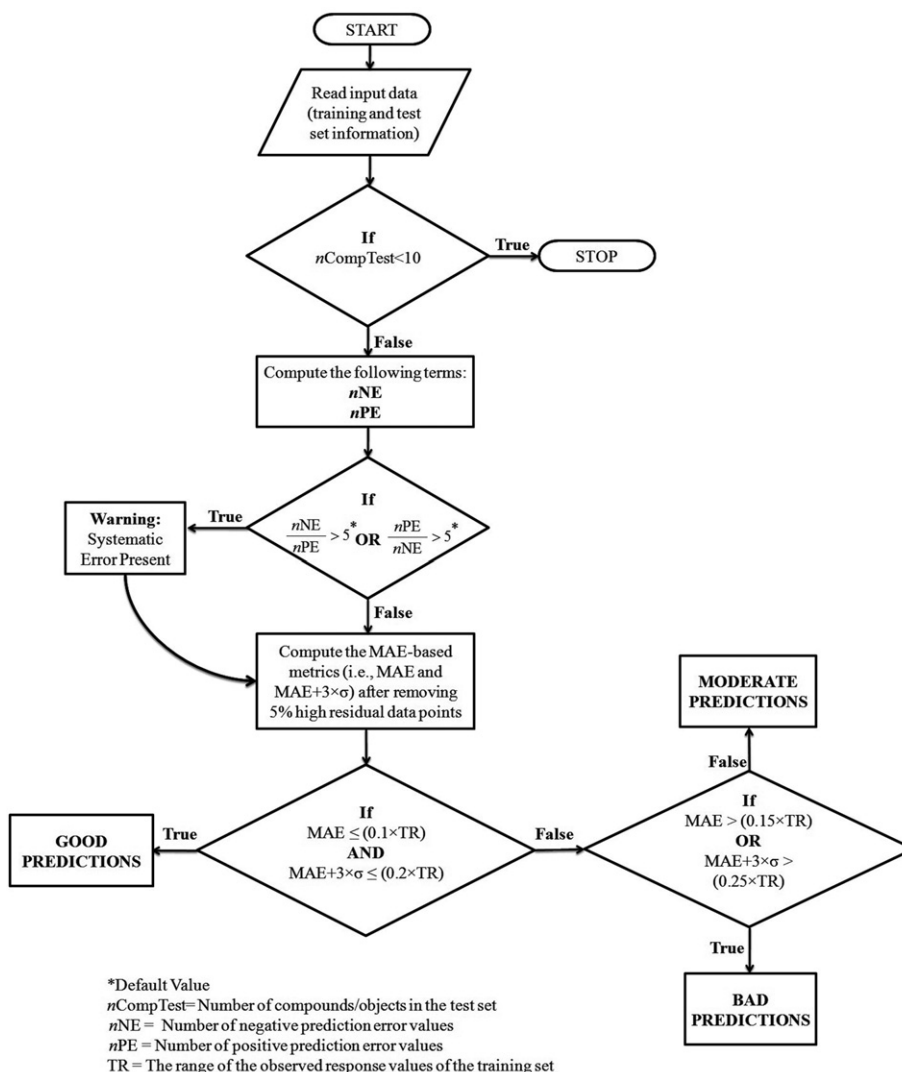 START
Read input data
(training and test
set information)
If
nCompTest<10
True
STOP
False
Compute the following terms:
nNE
nPE
If
nNE/nPE > 5* OR nPE/nNE > 5*
True
Warning:
Systematic
Error Present
False
Compute the MAE-based
metrics (i.e., MAE and
MAE+3×σ) after removing
5% high residual data points
If
MAE ≤ (0.1×TR)
AND
MAE+3×σ ≤ (0.2×TR)
True
GOOD
PREDICTIONS
False
If
MAE > (0.15×TR)
OR
MAE+3×σ >
(0.25×TR)
False
MODERATE
PREDICTIONS
True
BAD
PREDICTIONS
*Default Value
nCompTest= Number of compounds/objects in the test set
nNE = Number of negative prediction error values
nPE = Number of positive prediction error values
TR = The range of the observed response values of the training set